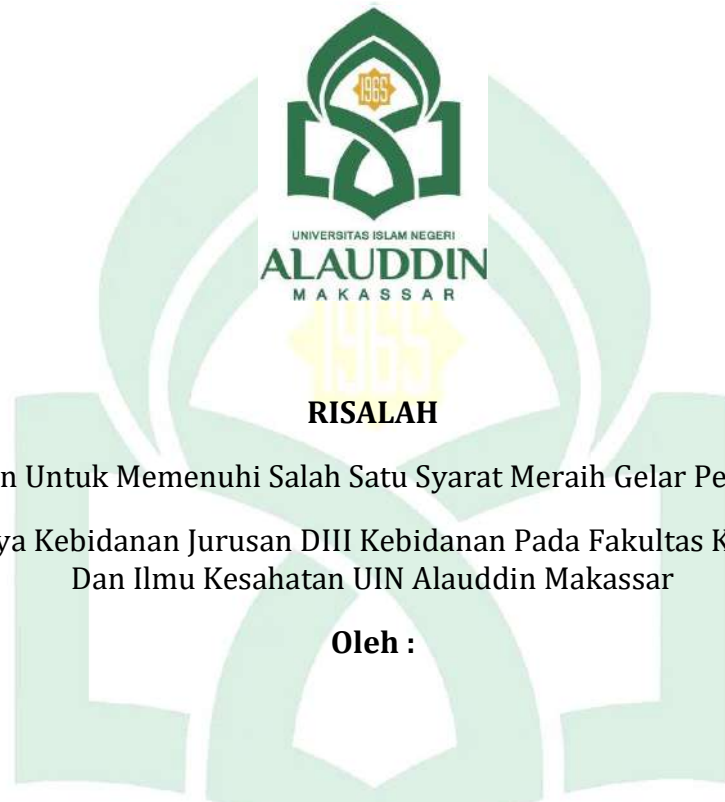 1965
UNIVERSITAS ISLAM NEGERI
ALAUDDIN
MAKASSAR
1965
RISALAH
n Untuk Memenuhi Salah Satu Syarat Meraih Gelar Pe
ya Kebidanan Jurusan DIII Kebidanan Pada Fakultas K
Dan Ilmu Kesahatan UIN Alauddin Makassar
Oleh :